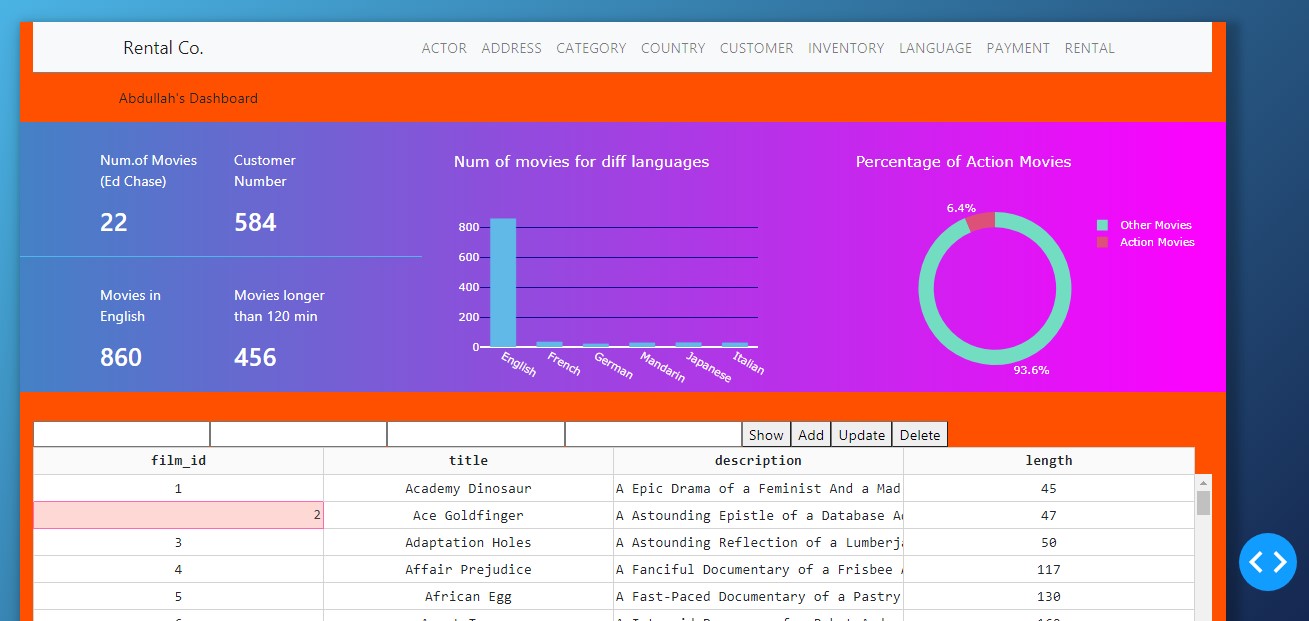 Rental Co. ACTOR ADDRESS CATEGORY COUNTRY CUSTOMER INVENTORY LANGUAGE PAYMENT RENTAL
Abdullah's Dashboard
Num.of Movies
(Ed Chase)
22
Customer
Number
584
Movies in
English
860
Movies longer
than 120 min
456
Num of movies for diff languages
800
600
400
200
0
English
French
German
Mandarin
Japanese
Italian
Percentage of Action Movies
6.4%
93.6%
Other Movies
Action Movies
Show Add Update Delete
film_id title description length
1 Academy Dinosaur A Epic Drama of a Feminist And a Mad 45
2 Ace Goldfinger A Astounding Epistle of a Database 47
3 Adaptation Holes A Astounding Reflection of a 50
4 Affair Prejudice A Fanciful Documentary of a Frisbee 117
5 African Egg A Fast-Paced Documentary of a Pastry 130